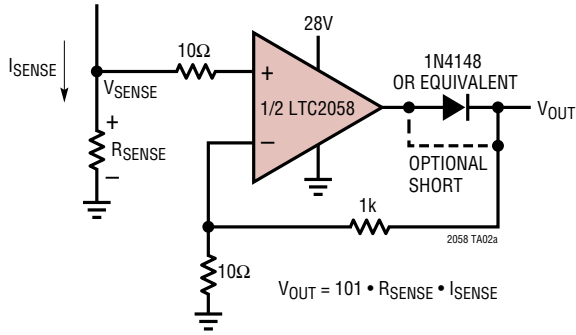 28V
10Ω
1N4148
OR EQUIVALENT
ISENSE
VSENSE
+
1/2 LTC2058
VOUT
+
RSENSE
–
–
OPTIONAL
SHORT
1k
2058 TA02a
10Ω
VOUT = 101 • RSENSE • ISENSE